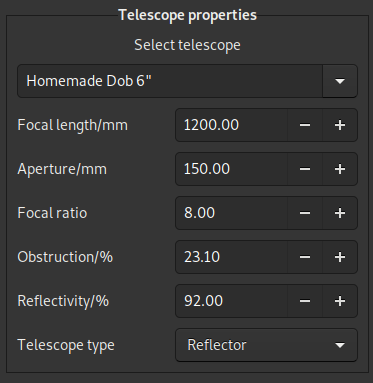 Telescope properties
Select telescope
Homemade Dob 6"
Focal length/mm 1200.00 − +
Aperture/mm 150.00 − +
Focal ratio 8.00 − +
Obstruction/% 23.10 − +
Reflectivity/% 92.00 − +
Telescope type Reflector